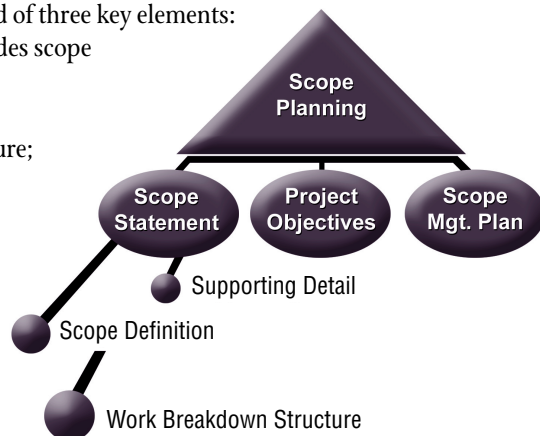 d of three key elements:
des scope
ure;
Scope
Planning
Scope
Statement
Project
Objectives
Scope
Mgt. Plan
Supporting Detail
Scope Definition
Work Breakdown Structure